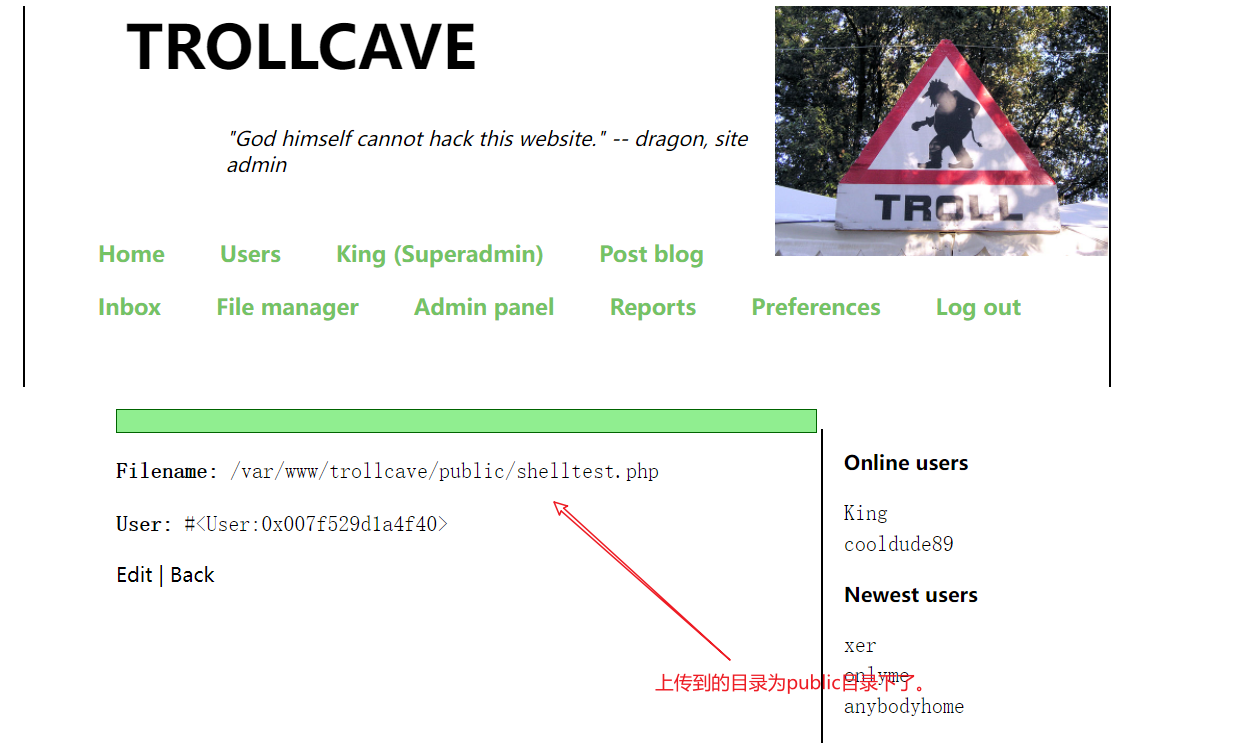 TROLLCAVE
"God himself cannot hack this website." -- dragon, site
admin
TROLL
Home Users King (Superadmin) Post blog
Inbox File manager Admin panel Reports Preferences Log out
Filename: /var/www/trollcave/public/shelltest.php
User: #<User:0x007f529d1a4f40>
Edit | Back
Online users
King
cooldude89
Newest users
xer
onlyme
anybodyhome
上传到的目录为public目录下了。